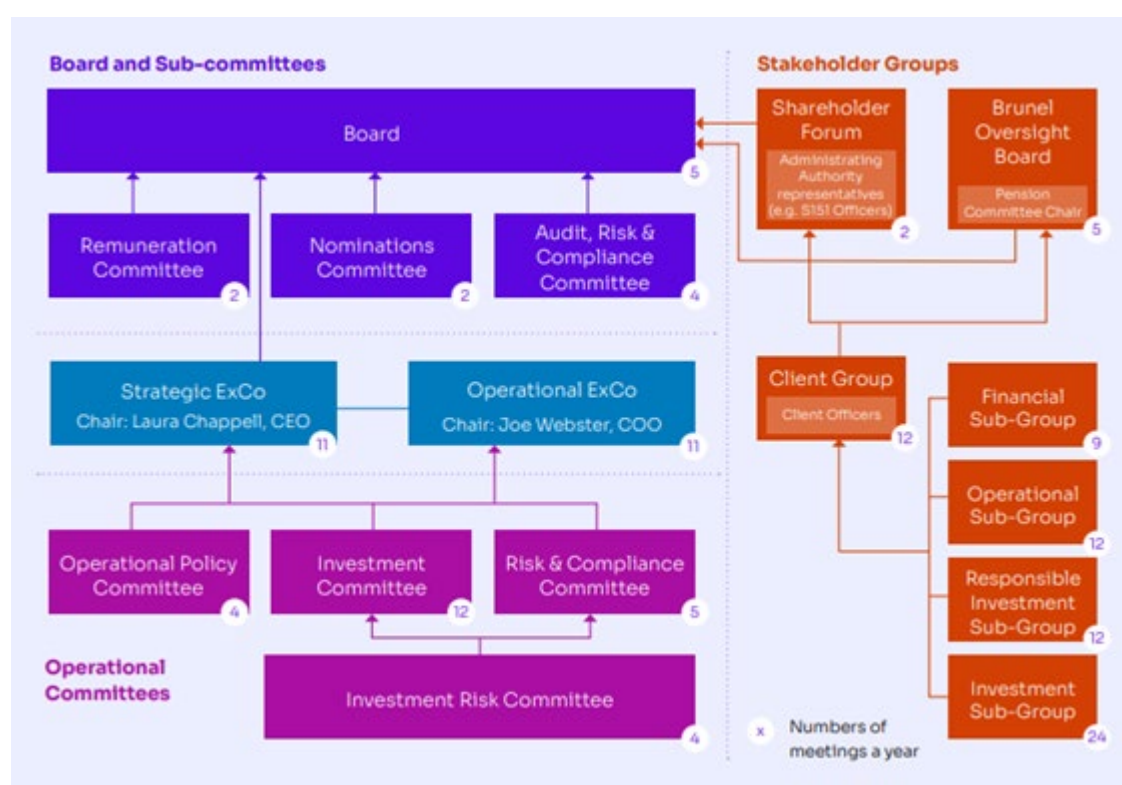 Board and Sub-committees
Board
5
Remuneration
Committee
2
Nominations
Committee
2
Audit, Risk &
Compliance
Committee
4
Strategic ExCo
Chair: Laura Chappell, CEO
11
Operational ExCo
Chair: Joe Webster, COO
11
Operational Policy
Committee
4
Investment
Committee
12
Risk & Compliance
Committee
5
Operational
Committees
Investment Risk Committee
4
Stakeholder Groups
Shareholder
Forum
Administrating
Authority
representatives
(e.g. S151 Officers)
2
Brunel
Oversight
Board
Pension
Committee Chair
5
Client Group
Client Officers
12
Financial
Sub-Group
9
Operational
Sub-Group
12
Responsible
Investment
Sub-Group
12
Investment
Sub-Group
24
x Numbers of
meetings a year